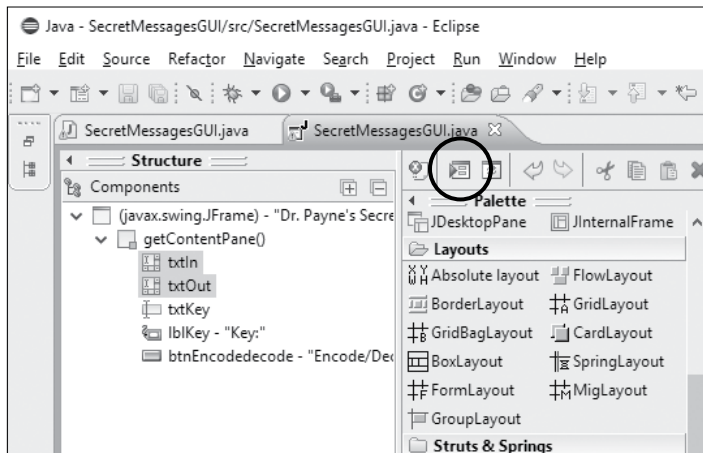 Java - SecretMessagesGUI/src/SecretMessagesGUI.java - Eclipse
File Edit Source Refactor Navigate Search Project Run Window Help
SecretMessagesGUI.java SecretMessagesGUI.java
Structure
Components
(javax.swing.JFrame) - "Dr. Payne's Secre
getContentPane()
txtIn
txtOut
txtKey
lblKey - "Key:"
btnEncodedecode - "Encode/Dec
Palette
JDesktopPane JInternalFrame
Layouts
Absolute layout FlowLayout
BorderLayout GridLayout
GridBagLayout CardLayout
BoxLayout SpringLayout
FormLayout MigLayout
GroupLayout
Struts & Springs